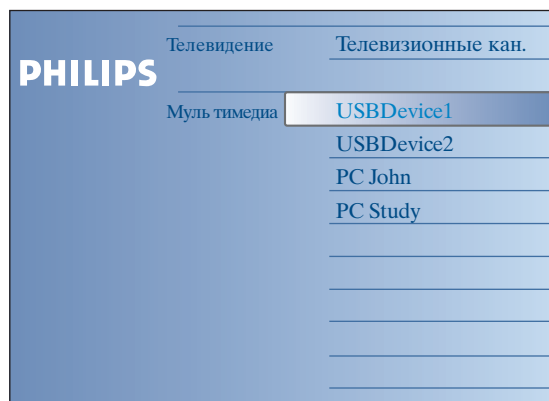 Телевидение Телевизионные кан.
PHILIPS
Муль тимедиа USBDevice1
USBDevice2
PC John
PC Study